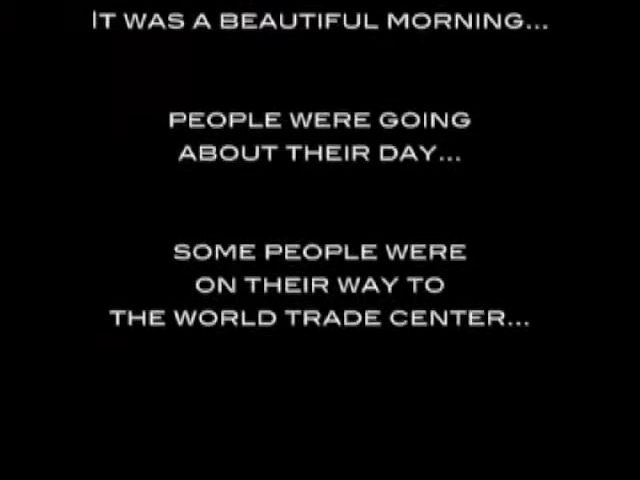 IT WAS A BEAUTIFUL MORNING...
PEOPLE WERE GOING
ABOUT THEIR DAY...
SOME PEOPLE WERE
ON THEIR WAY TO
THE WORLD TRADE CENTER...